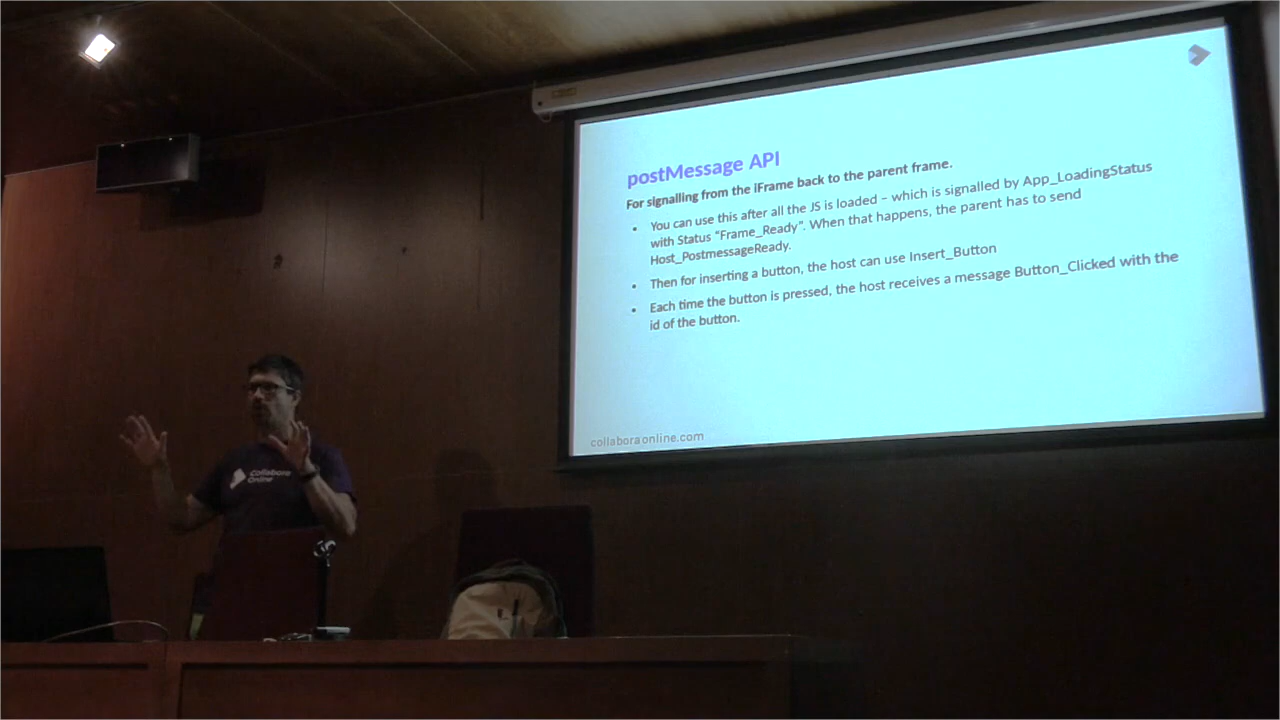 postMessage API
For signalling from the iFrame back to the parent frame.
• You can use this after all the JS is loaded – which is signalled by App_LoadingStatus
with Status “Frame_Ready”. When that happens, the parent has to send
Host_PostmessageReady.
• Then for inserting a button, the host can use Insert_Button
• Each time the button is pressed, the host receives a message Button_Clicked with the
id of the button.
collaboraonline.com
Collabora
Online